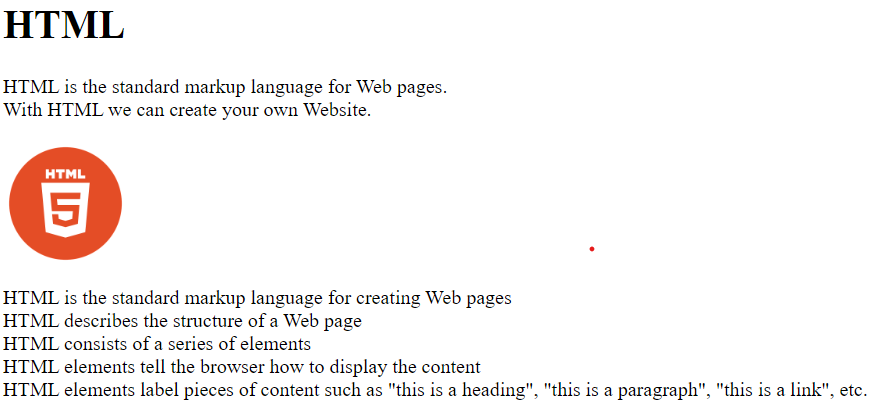 HTML
HTML is the standard markup language for Web pages.
With HTML we can create your own Website.
HTML
5
HTML is the standard markup language for creating Web pages
HTML describes the structure of a Web page
HTML consists of a series of elements
HTML elements tell the browser how to display the content
HTML elements label pieces of content such as "this is a heading", "this is a paragraph", "this is a link", etc.